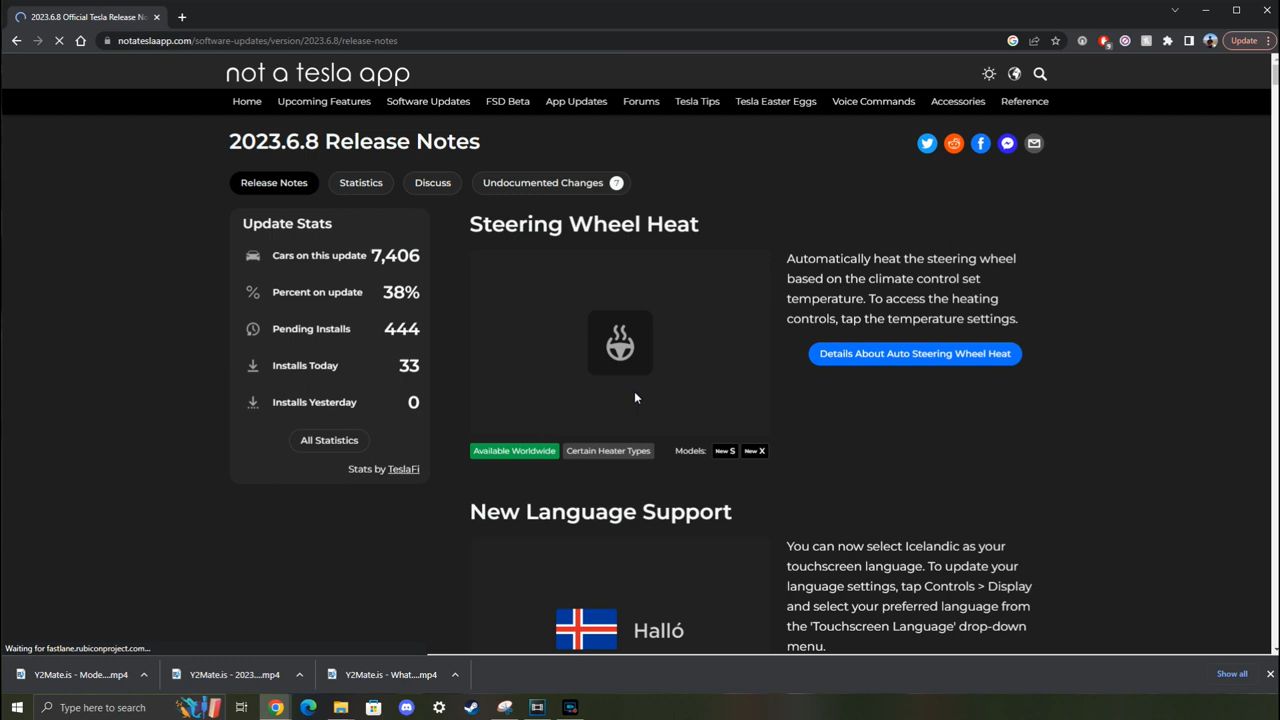 2023.6.8 Official Tesla Release No
notateslaapp.com/software-updates/version/2023.6.8/release-notes
9
Update
not a tesla app
Home Upcoming Features Software Updates FSD Beta App Updates Forums Tesla Tips Tesla Easter Eggs Voice Commands Accessories Reference
2023.6.8 Release Notes
Release Notes Statistics Discuss Undocumented Changes 7
Update Stats
Cars on this update 7,406
Percent on update 38%
Pending Installs 444
Installs Today 33
Installs Yesterday 0
All Statistics
Stats by TeslaFi
Steering Wheel Heat
Automatically heat the steering wheel
based on the climate control set
temperature. To access the heating
controls, tap the temperature settings.
Details About Auto Steering Wheel Heat
Available Worldwide Certain Heater Types Models: New S New X
New Language Support
Halló
You can now select Icelandic as your
touchscreen language. To update your
language settings, tap Controls > Display
and select your preferred language from
the 'Touchscreen Language' drop-down
menu.
Waiting for fastlane.rubiconproject.com...
Y2Mate.is - Mode....mp4 Y2Mate.is - 2023....mp4 Y2Mate.is - What....mp4 Show all
Type here to search